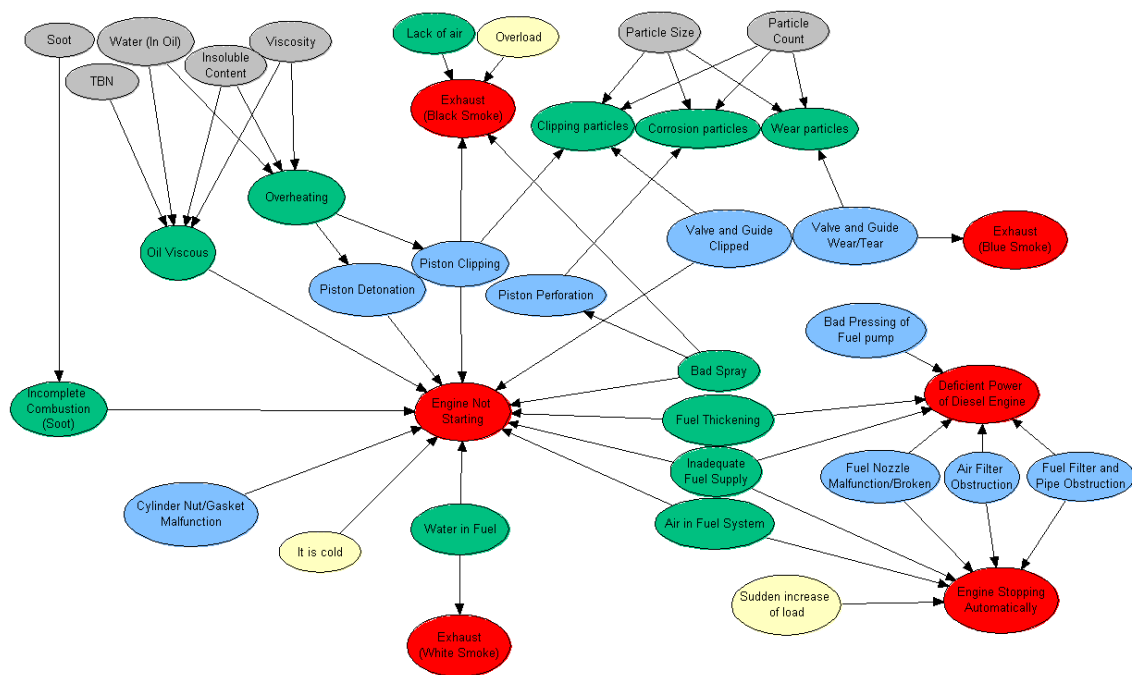 Soot
Water (In Oil)
Viscosity
Insoluble
Content
TBN
Lack of air
Overload
Particle Size
Particle
Count
Exhaust
(Black Smoke)
Clipping particles
Corrosion particles
Wear particles
Overheating
Oil Viscous
Piston Clipping
Piston Detonation
Piston Perforation
Valve and Guide
Clipped
Valve and Guide
Wear/Tear
Exhaust
(Blue Smoke)
Bad Pressing of
Fuel pump
Bad Spray
Incomplete
Combustion
(Soot)
Engine Not
Starting
Deficient Power
of Diesel Engine
Fuel Thickening
Inadequate
Fuel Supply
Fuel Nozzle
Malfunction/Broken
Air Filter
Obstruction
Fuel Filter and
Pipe Obstruction
Cylinder Nut/Gasket
Malfunction
It is cold
Water in Fuel
Air in Fuel System
Sudden increase
of load
Engine Stopping
Automatically
Exhaust
(White Smoke)